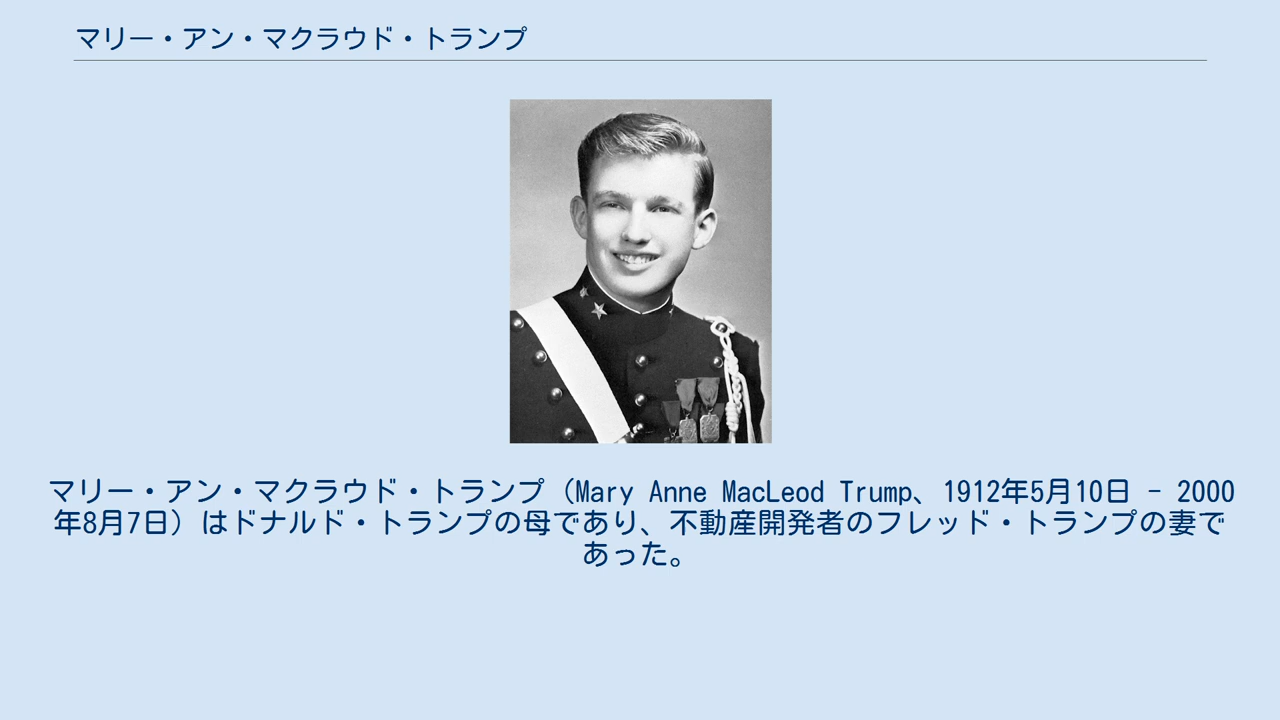 マリー・アン・マクラウド・トランプ
マリー・アン・マクラウド・トランプ（Mary Anne MacLeod Trump、1912年5月10日 - 2000
年8月7日）はドナルド・トランプの母であり、不動産開発者のフレッド・トランプの妻で
あった。